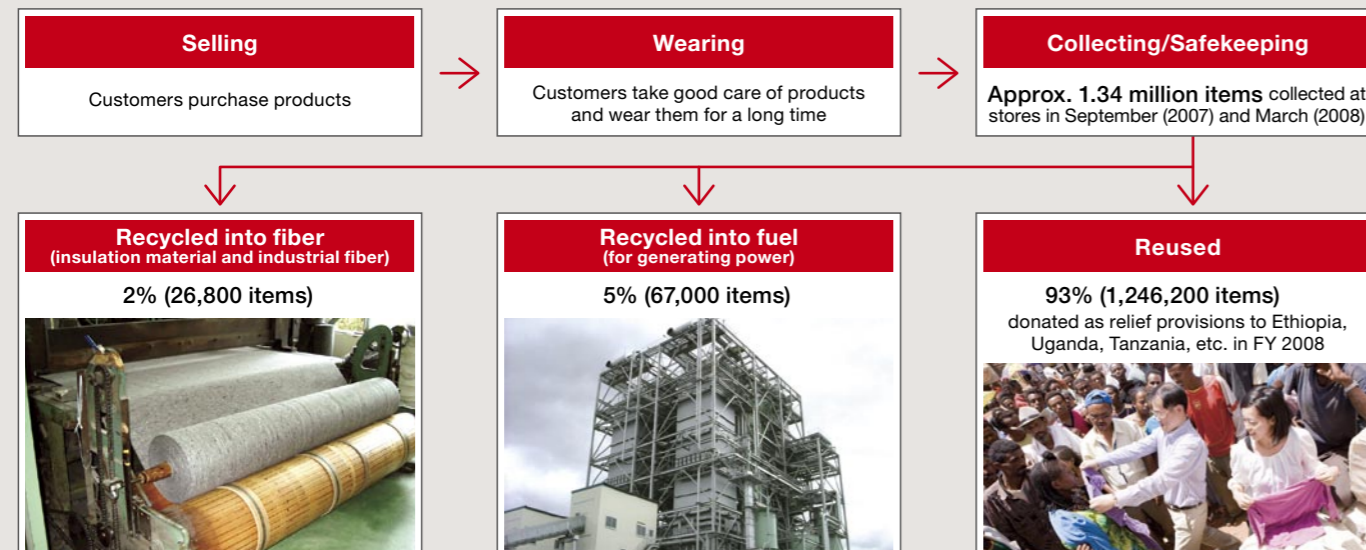 Selling
Customers purchase products
Wearing
Customers take good care of products
and wear them for a long time
Collecting/Safekeeping
Approx. 1.34 million items collected at
stores in September (2007) and March (2008)
Recycled into fiber
(insulation material and industrial fiber)
2% (26,800 items)
Recycled into fuel
(for generating power)
5% (67,000 items)
Reused
93% (1,246,200 items)
donated as relief provisions to Ethiopia,
Uganda, Tanzania, etc. in FY 2008